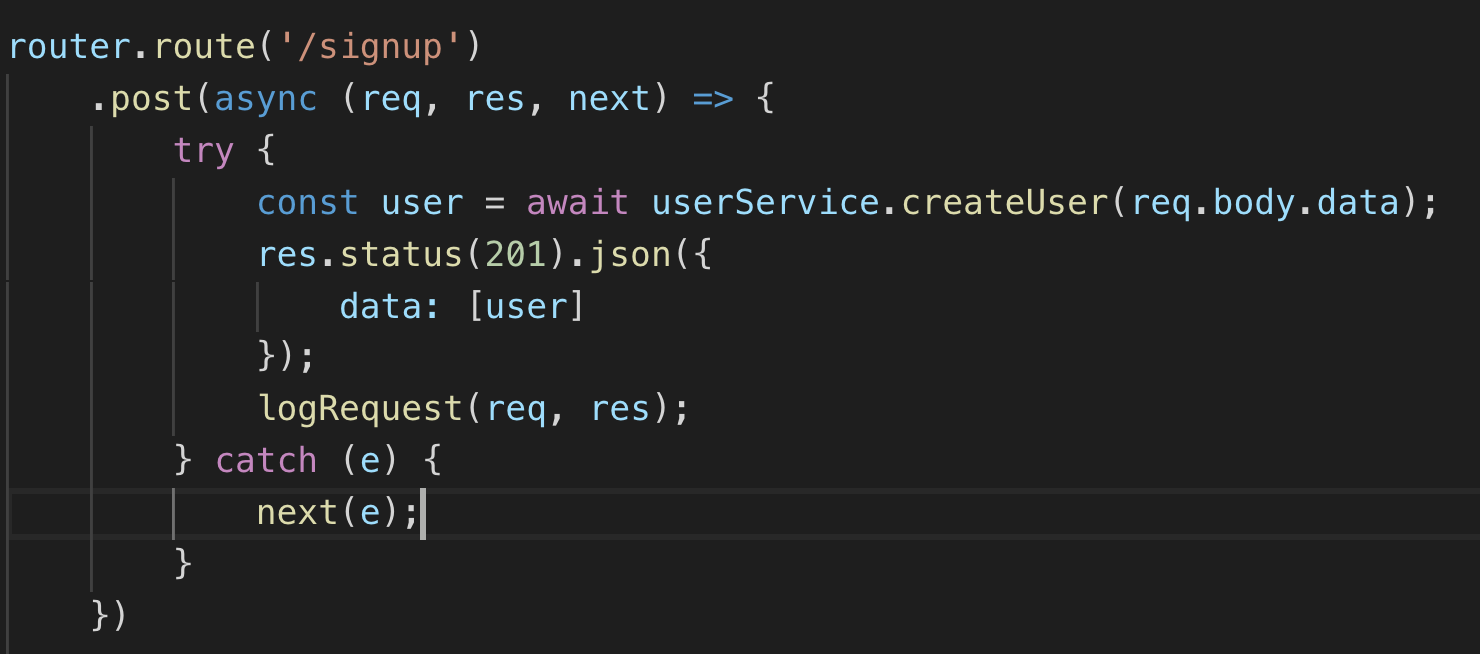 router.route('/signup')
    .post(async (req, res, next) => {
        try {
            const user = await userService.createUser(req.body.data);
            res.status(201).json({
                data: [user]
            });
            logRequest(req, res);
        } catch (e) {
            next(e);
        }
    })